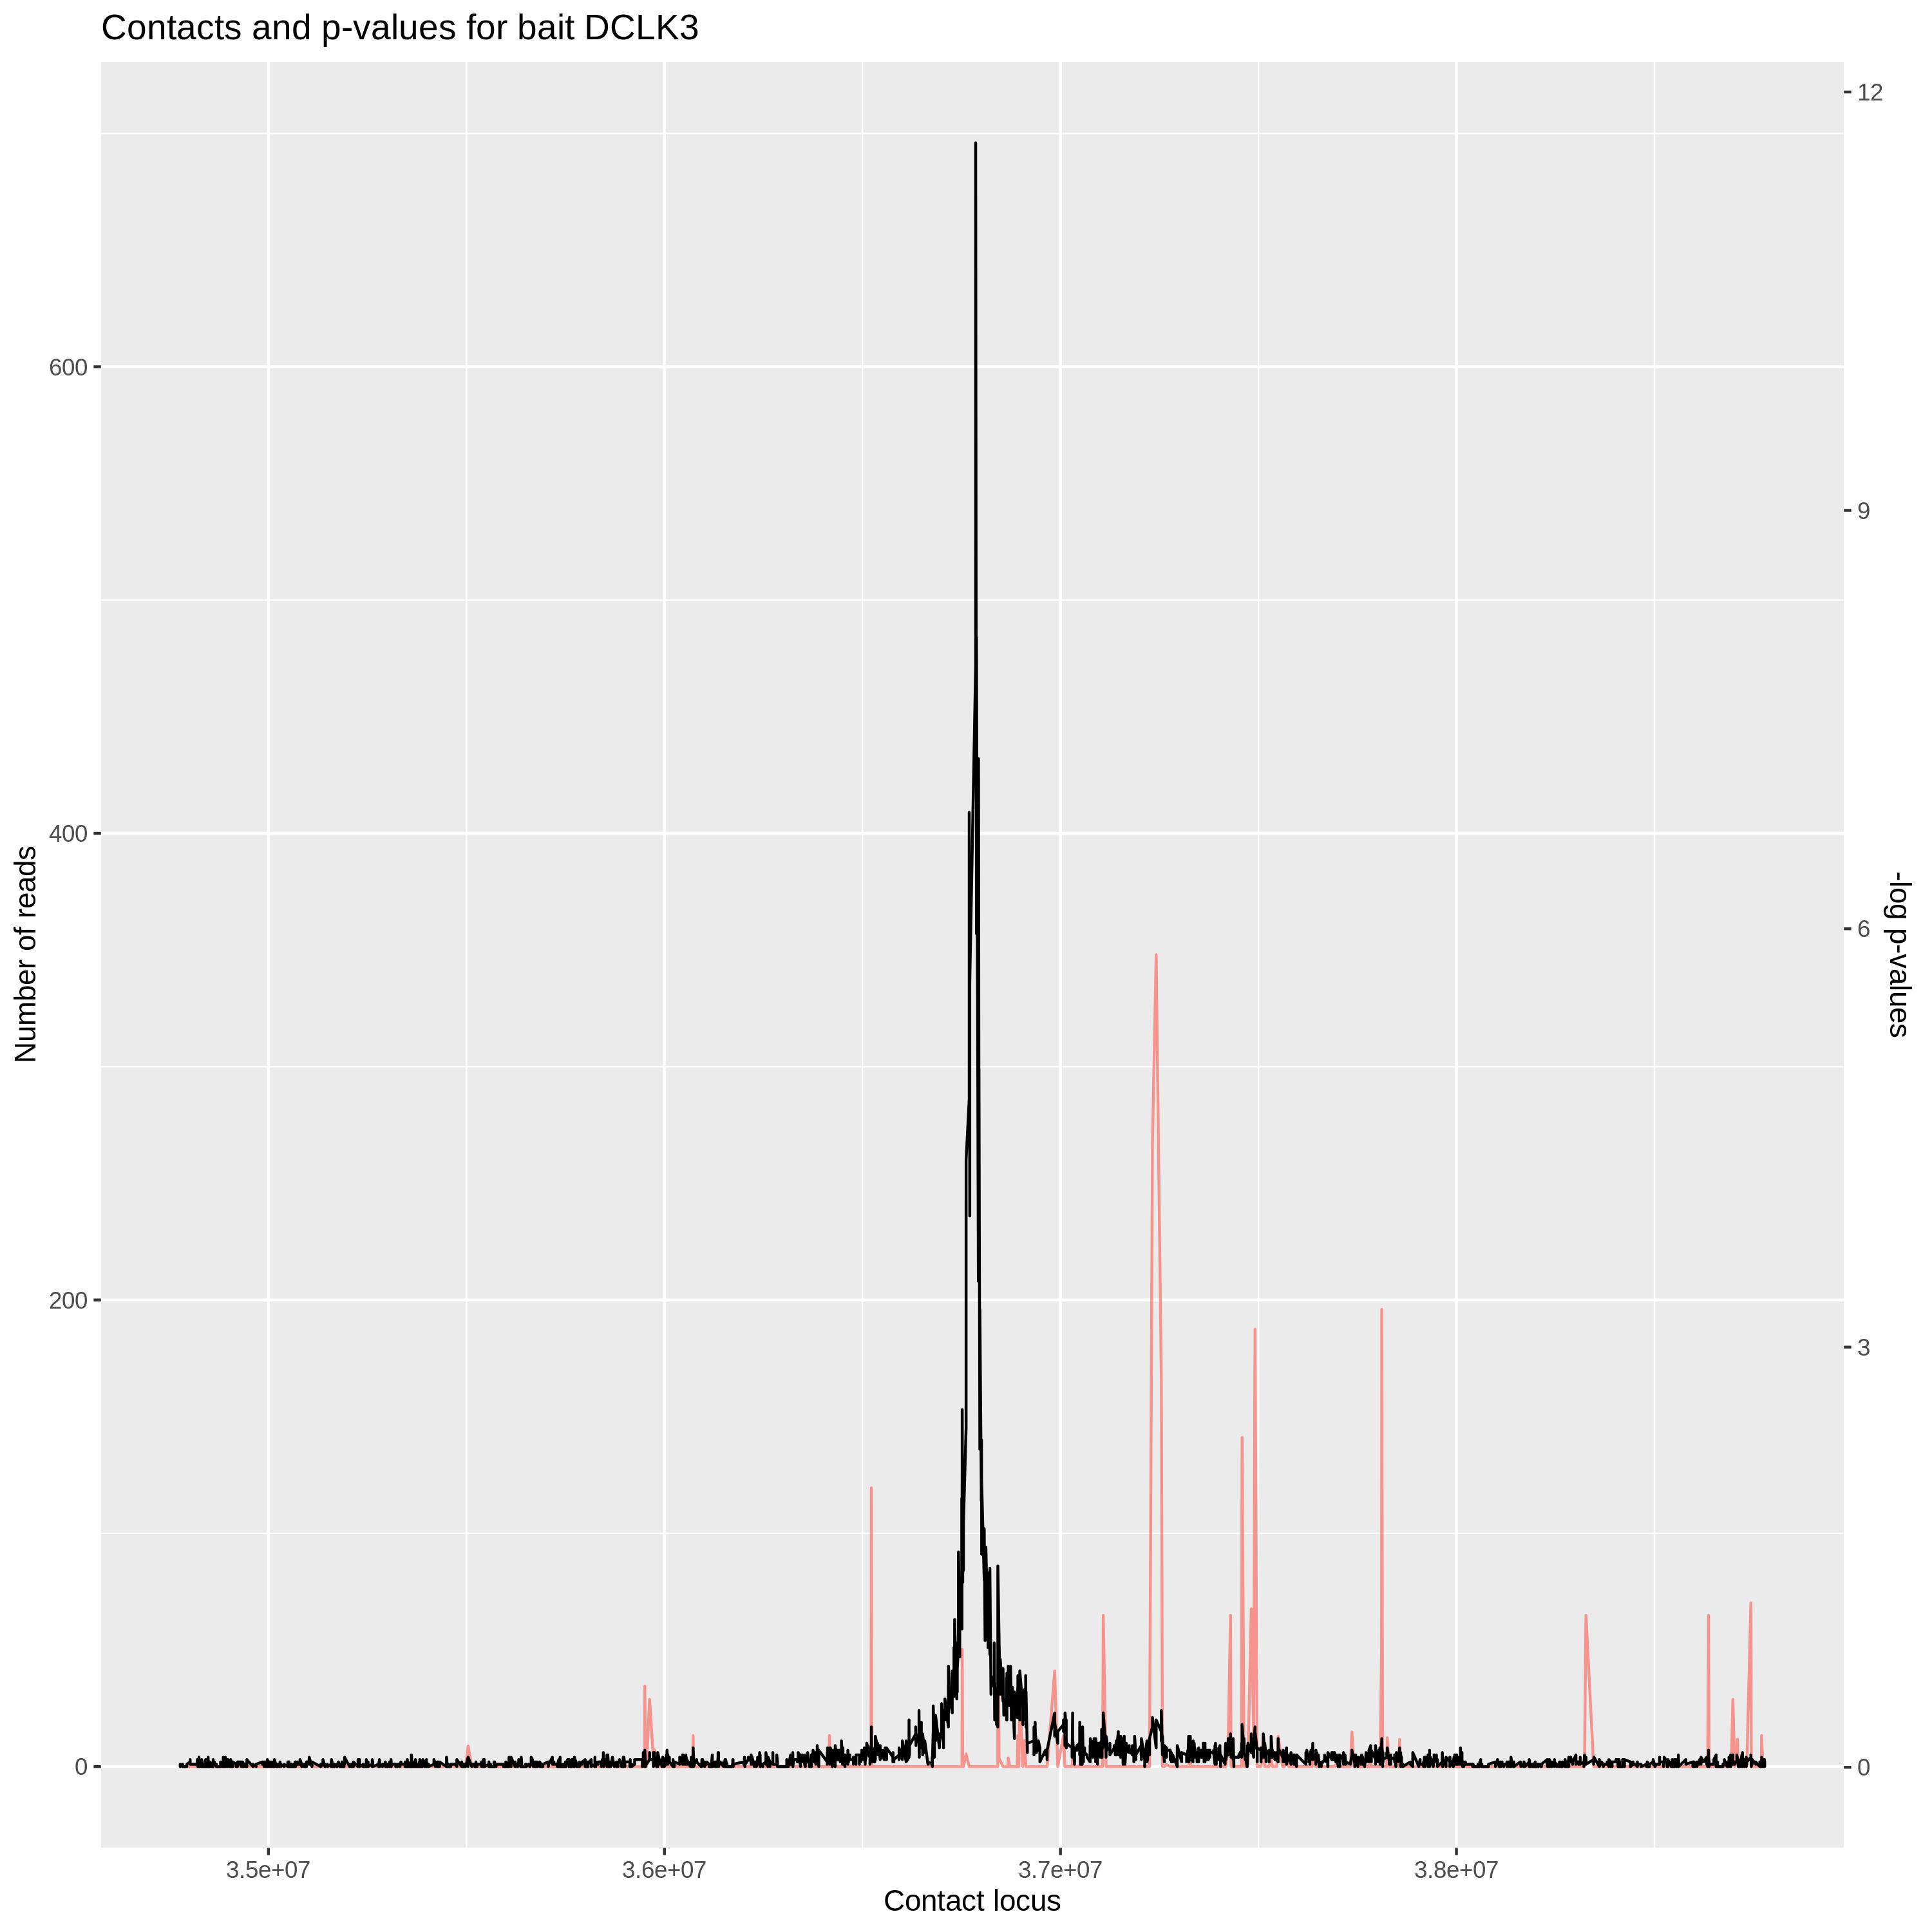 Contacts and p-values for bait DCLK3
12
600
9
400
6
Number of reads
-log p-values
200
3
0
0
3.5e+07
3.6e+07
3.7e+07
3.8e+07
Contact locus